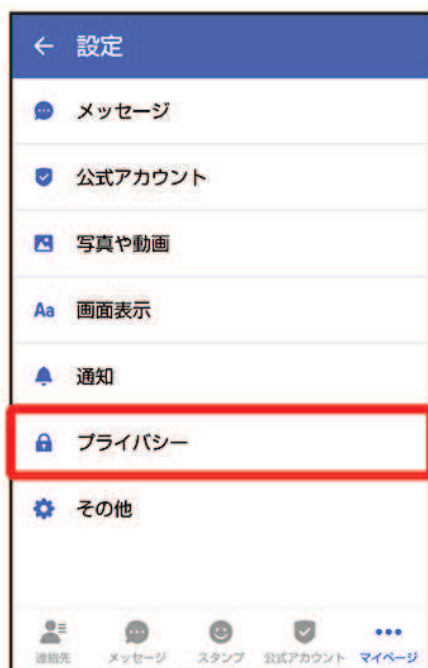 設定
メッセージ
公式アカウント
写真や動画
Aa 画面表示
通知
プライバシー
その他
連絡先 メッセージ スタンプ 公式アカウント マイページ